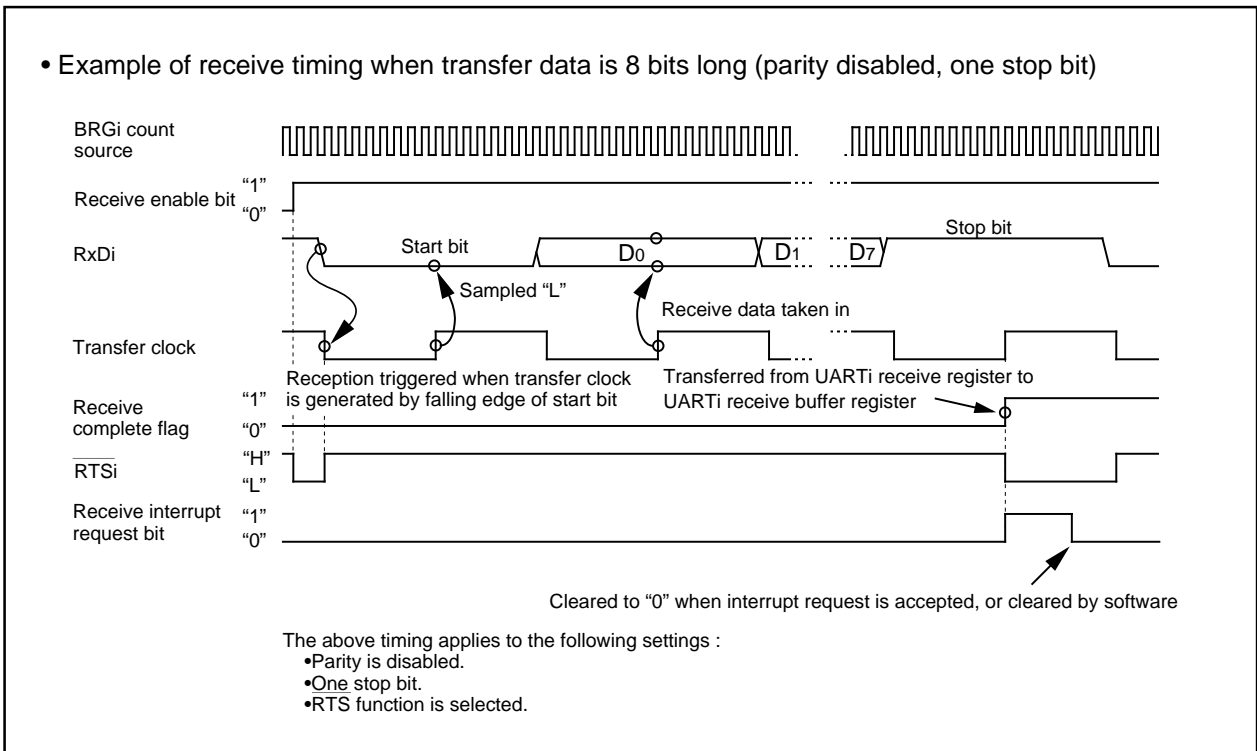 • Example of receive timing when transfer data is 8 bits long (parity disabled, one stop bit)
BRGi count
source
Receive enable bit
“1”
“0”
RxDi
Start bit
D0
D1
D7
Stop bit
Sampled “L”
Receive data taken in
Transfer clock
Reception triggered when transfer clock
is generated by falling edge of start bit
Transferred from UARTi receive register to
UARTi receive buffer register
Receive
complete flag
“1”
“0”
RTSi
“H”
“L”
Receive interrupt
request bit
“1”
“0”
Cleared to “0” when interrupt request is accepted, or cleared by software
The above timing applies to the following settings :
•Parity is disabled.
•One stop bit.
•RTS function is selected.